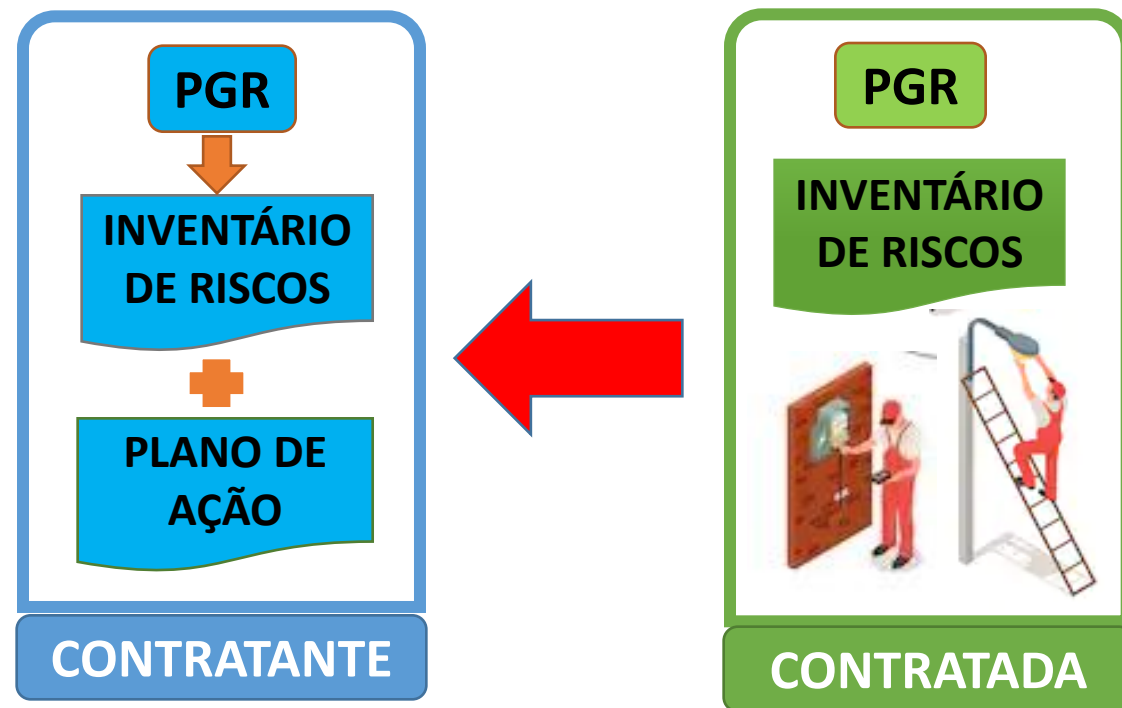 PGR
INVENTÁRIO
DE RISCOS
PLANO DE
AÇÃO
CONTRATANTE
PGR
INVENTÁRIO
DE RISCOS
CONTRATADA